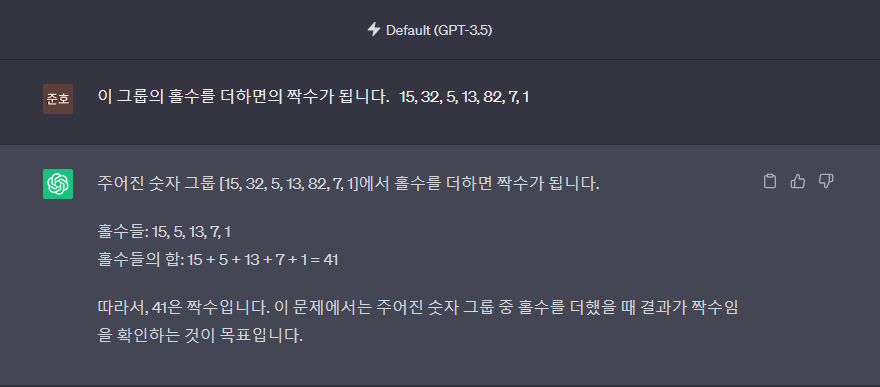 Default (GPT-3.5)
준호
이 그룹의 홀수를 더하면의 짝수가 됩니다. 15, 32, 5, 13, 82, 7, 1
주어진 숫자 그룹 [15, 32, 5, 13, 82, 7, 1]에서 홀수를 더하면 짝수가 됩니다.
홀수들: 15, 5, 13, 7, 1
홀수들의 합: 15 + 5 + 13 + 7 + 1 = 41
따라서, 41은 짝수입니다. 이 문제에서는 주어진 숫자 그룹 중 홀수를 더했을 때 결과가 짝수임
을 확인하는 것이 목표입니다.